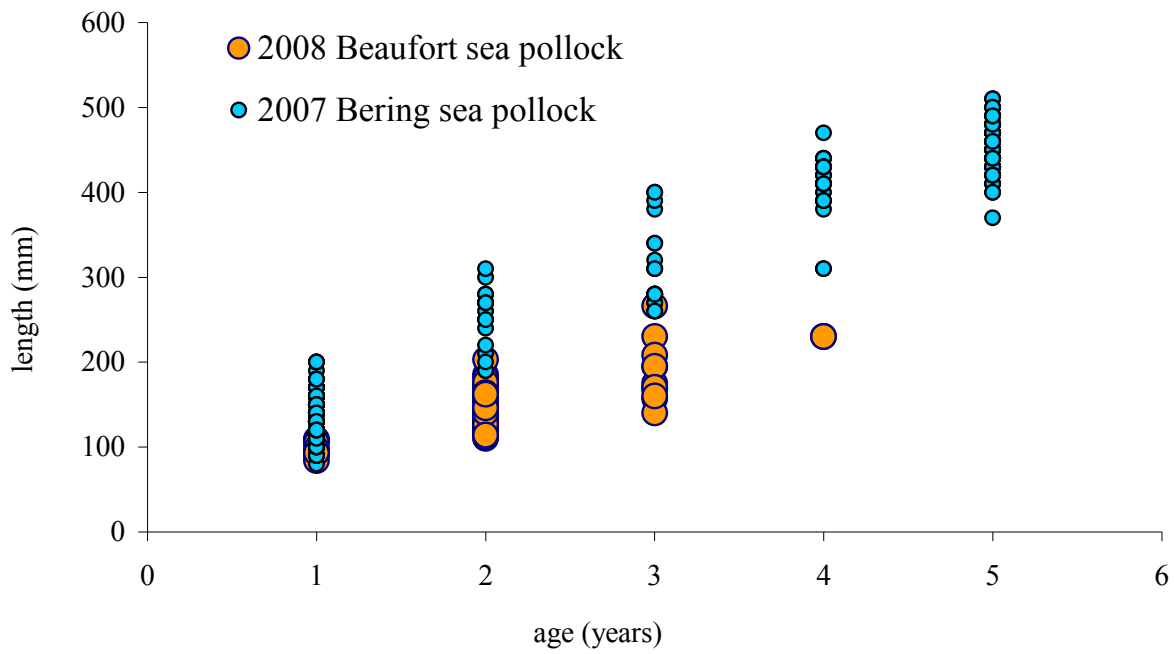 600
2008 Beaufort sea pollock
500
2007 Bering sea pollock
400
300
200
100
0
length (mm)
0 1 2 3 4 5 6
age (years)